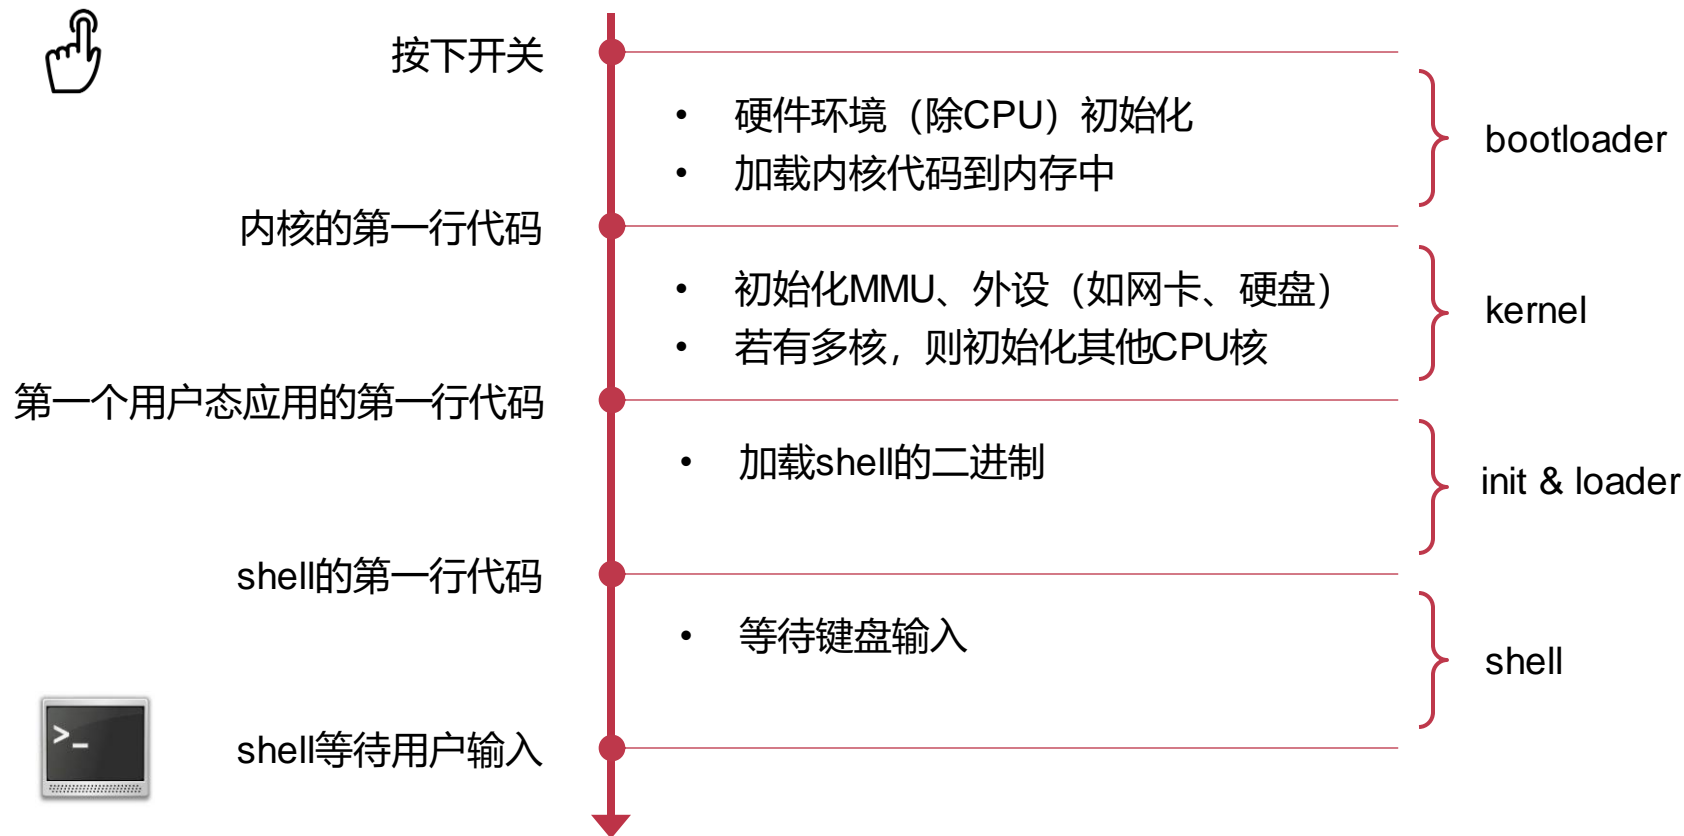 按下开关
• 硬件环境（除CPU）初始化
• 加载内核代码到内存中
bootloader
内核的第一行代码
• 初始化MMU、外设（如网卡、硬盘）
• 若有多核，则初始化其他CPU核
kernel
第一个用户态应用的第一行代码
• 加载shell的二进制
init & loader
shell的第一行代码
• 等待键盘输入
shell
>_
shell等待用户输入